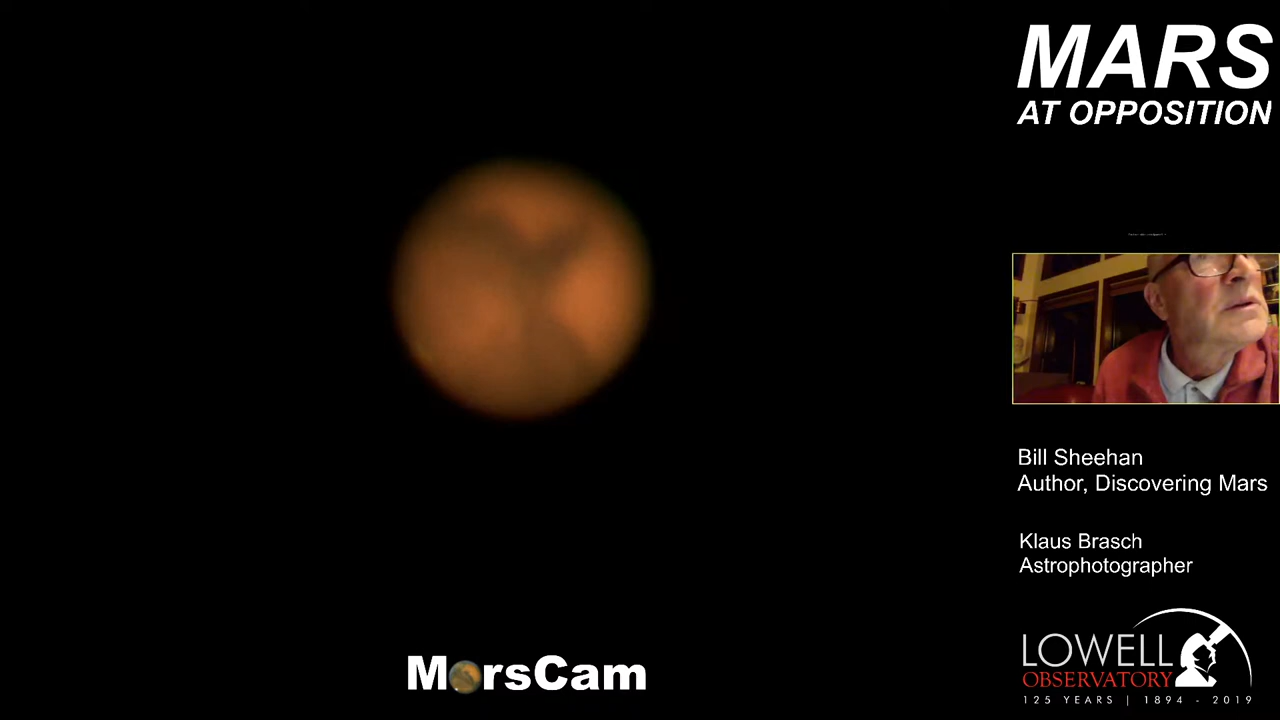 MARS
AT OPPOSITION
Bill Sheehan
Author, Discovering Mars
Klaus Brasch
Astrophotographer
MarsCam
LOWELL
OBSERVATORY
125 YEARS | 1894 - 2019